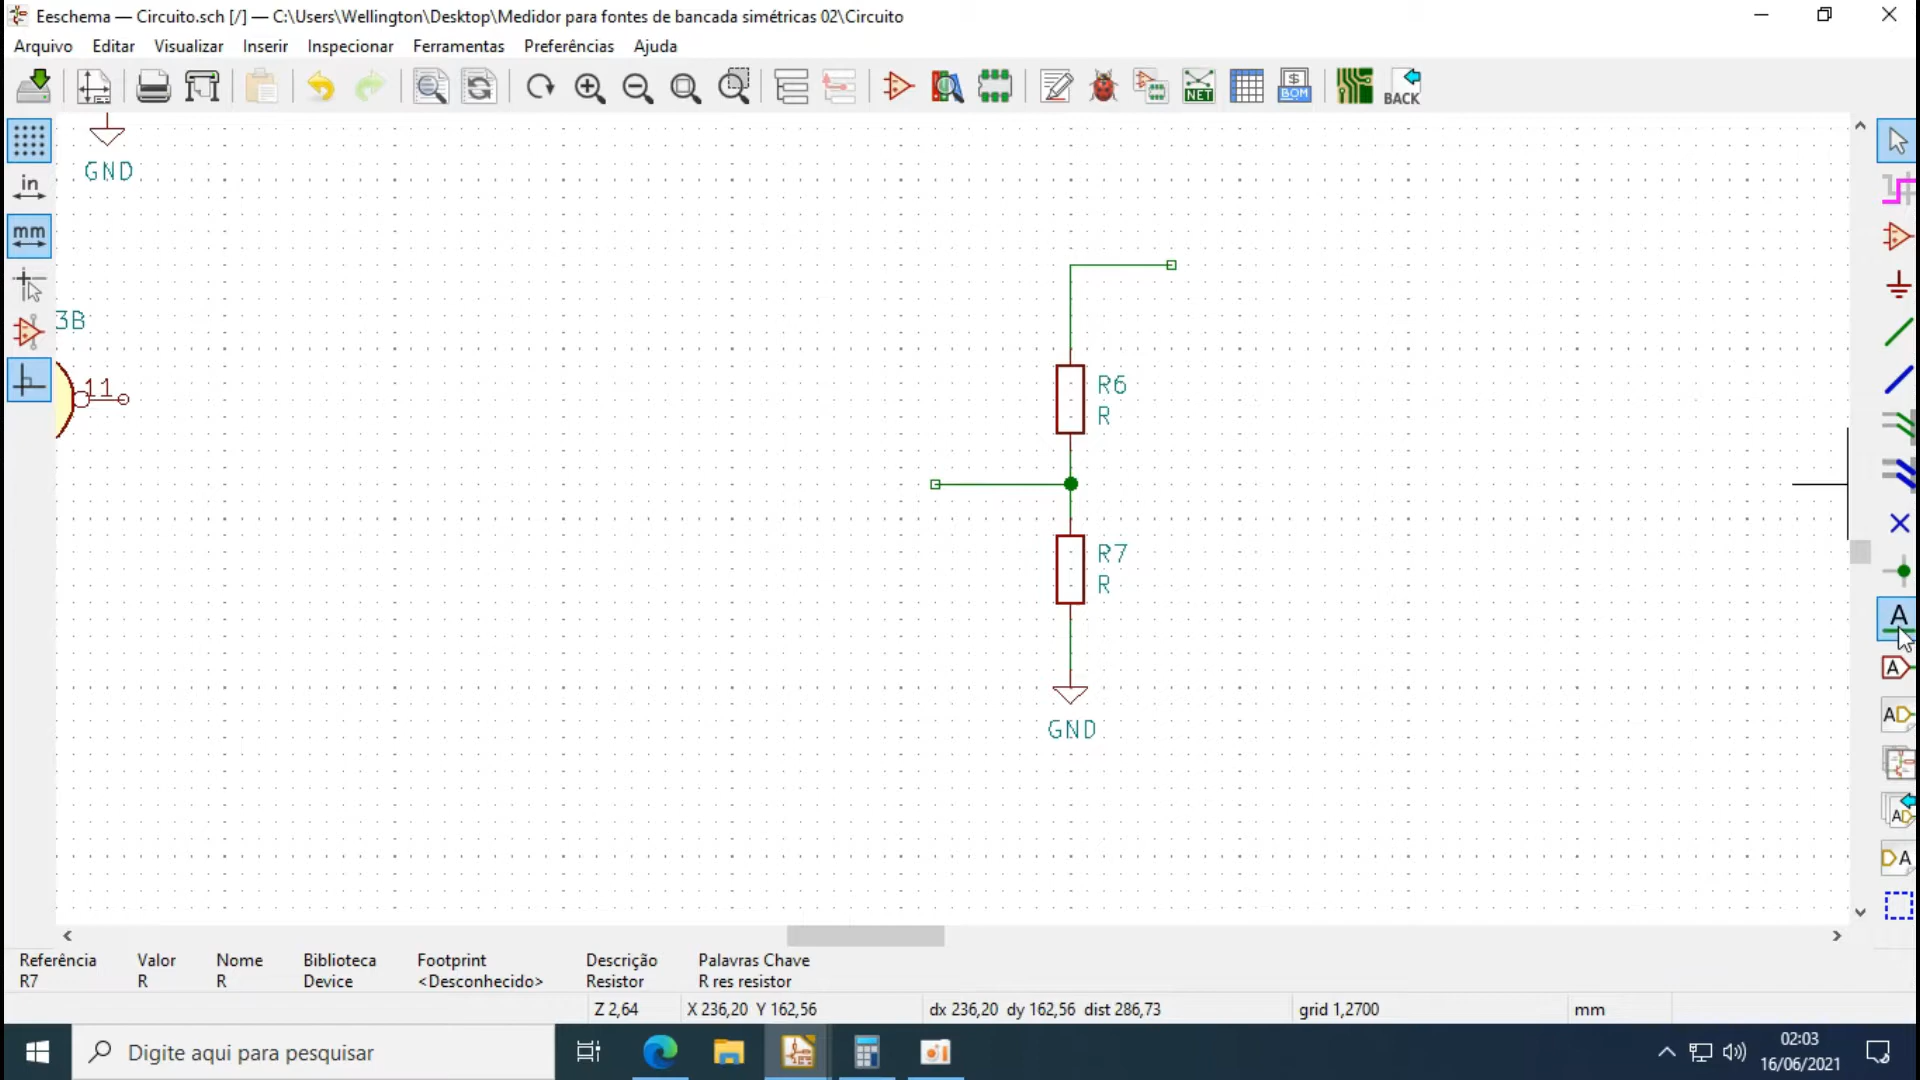 Eeschema — Circuito.sch [/] — C:\Users\Wellington\Desktop\Medidor para fontes de bancada simétricas 02\Circuito
Arquivo Editar Visualizar Inserir Inspecionar Ferramentas Preferências Ajuda
NET
$
BOM
BACK
GND
in
mm
3B
11
R6
R
R7
R
GND
A
A
A
A
A
Referência Valor Nome Biblioteca Footprint Descrição Palavras Chave
R7 R R Device <Desconhecido> Resistor R res resistor
Z 2,64 X 236,20 Y 162,56 dx 236,20 dy 162,56 dist 286,73 grid 1,2700 mm
Digite aqui para pesquisar
02:03
16/06/2021